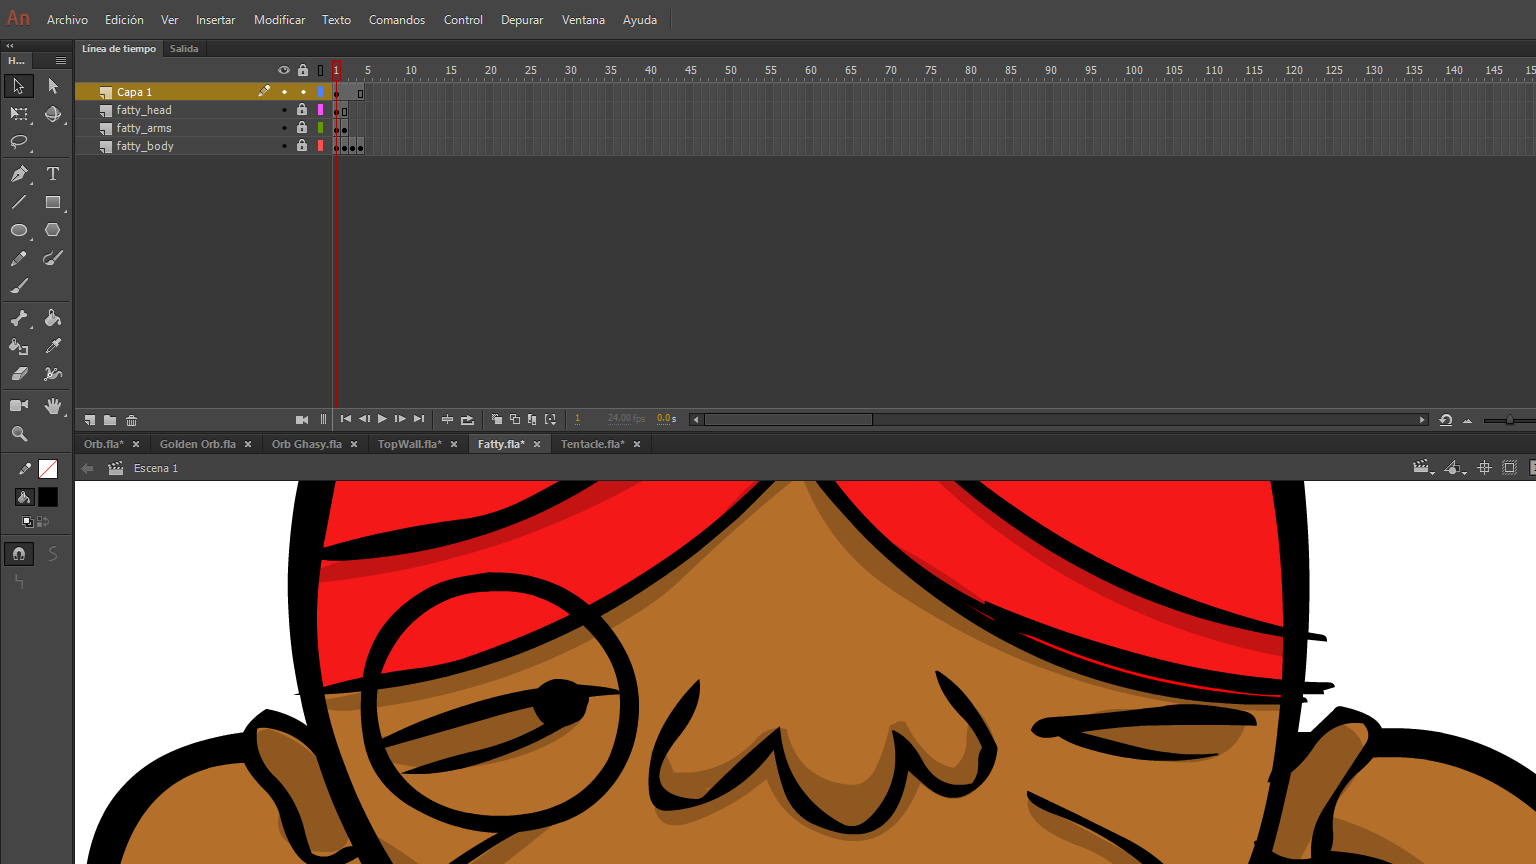 An Archivo Edición Ver Insertar Modificar Texto Comandos Control Depurar Ventana Ayuda
Línea de tiempo Salida
H...
1 5 10 15 20 25 30 35 40 45 50 55 60 65 70 75 80 85 90 95 100 105 110 115 120 125 130 135 140 145 15
Capa 1
fatty_head
fatty_arms
fatty_body
T
1 24.00 fps 0.0 s
Orb.fla* Golden Orb.fla Orb Ghasy.fla TopWall.fla* Fatty.fla* Tentacle.fla*
Escena 1